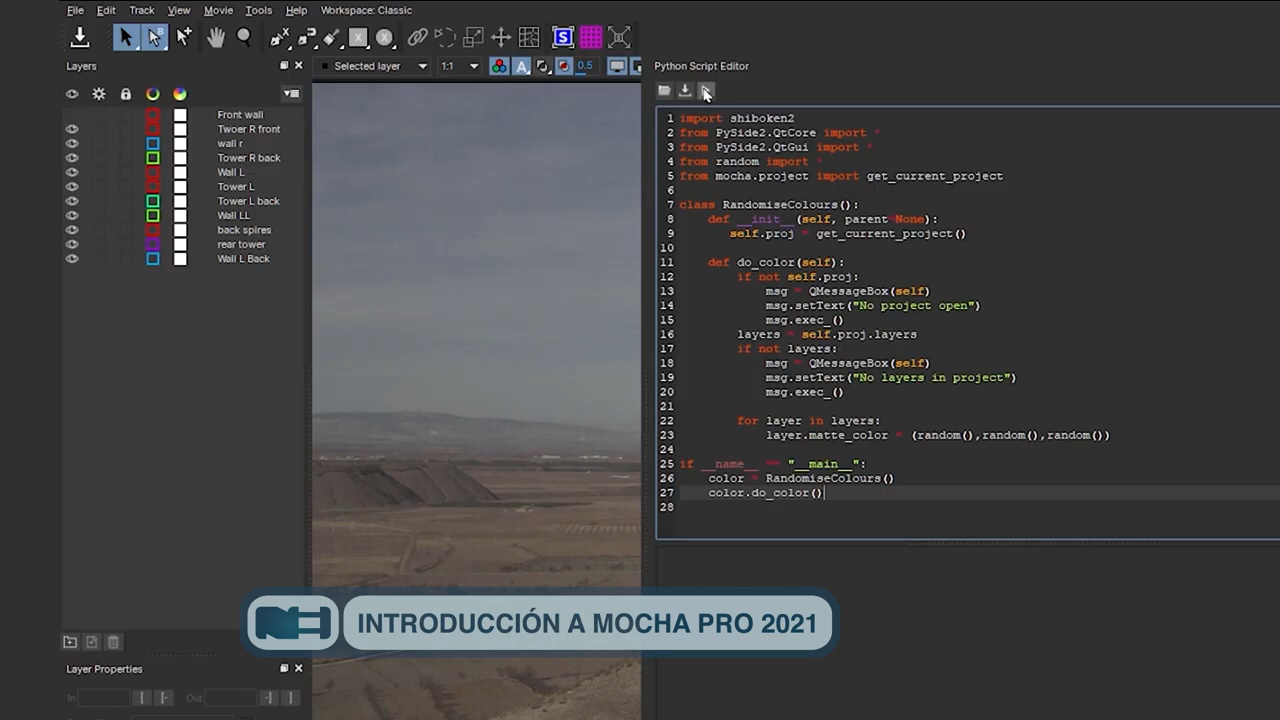 File Edit Track View Movie Tools Help Workspace: Classic
Layers
Selected layer
1:1
A
0.5
S
Front wall
Twoer R front
wall r
Tower R back
Wall L
Tower L
Tower L back
Wall LL
back spires
rear tower
Wall L Back
Layer Properties
In
Out
Python Script Editor
1 import shiboken2
2 from PySide2.QtCore import *
3 from PySide2.QtGui import *
4 from random import *
5 from mocha.project import get_current_project
6
7 class RandomiseColours():
8 def __init__(self, parent=None):
9 self.proj = get_current_project()
10
11 def do_color(self):
12 if not self.proj:
13 msg = QMessageBox(self)
14 msg.setText("No project open")
15 msg.exec_()
16 layers = self.proj.layers
17 if not layers:
18 msg = QMessageBox(self)
19 msg.setText("No layers in project")
20 msg.exec_()
21
22 for layer in layers:
23 layer.matte_color = (random(),random(),random())
24
25 if __name__ == "__main__":
26 color = RandomiseColours()
27 color.do_color()
28
INTRODUCCIÓN A MOCHA PRO 2021